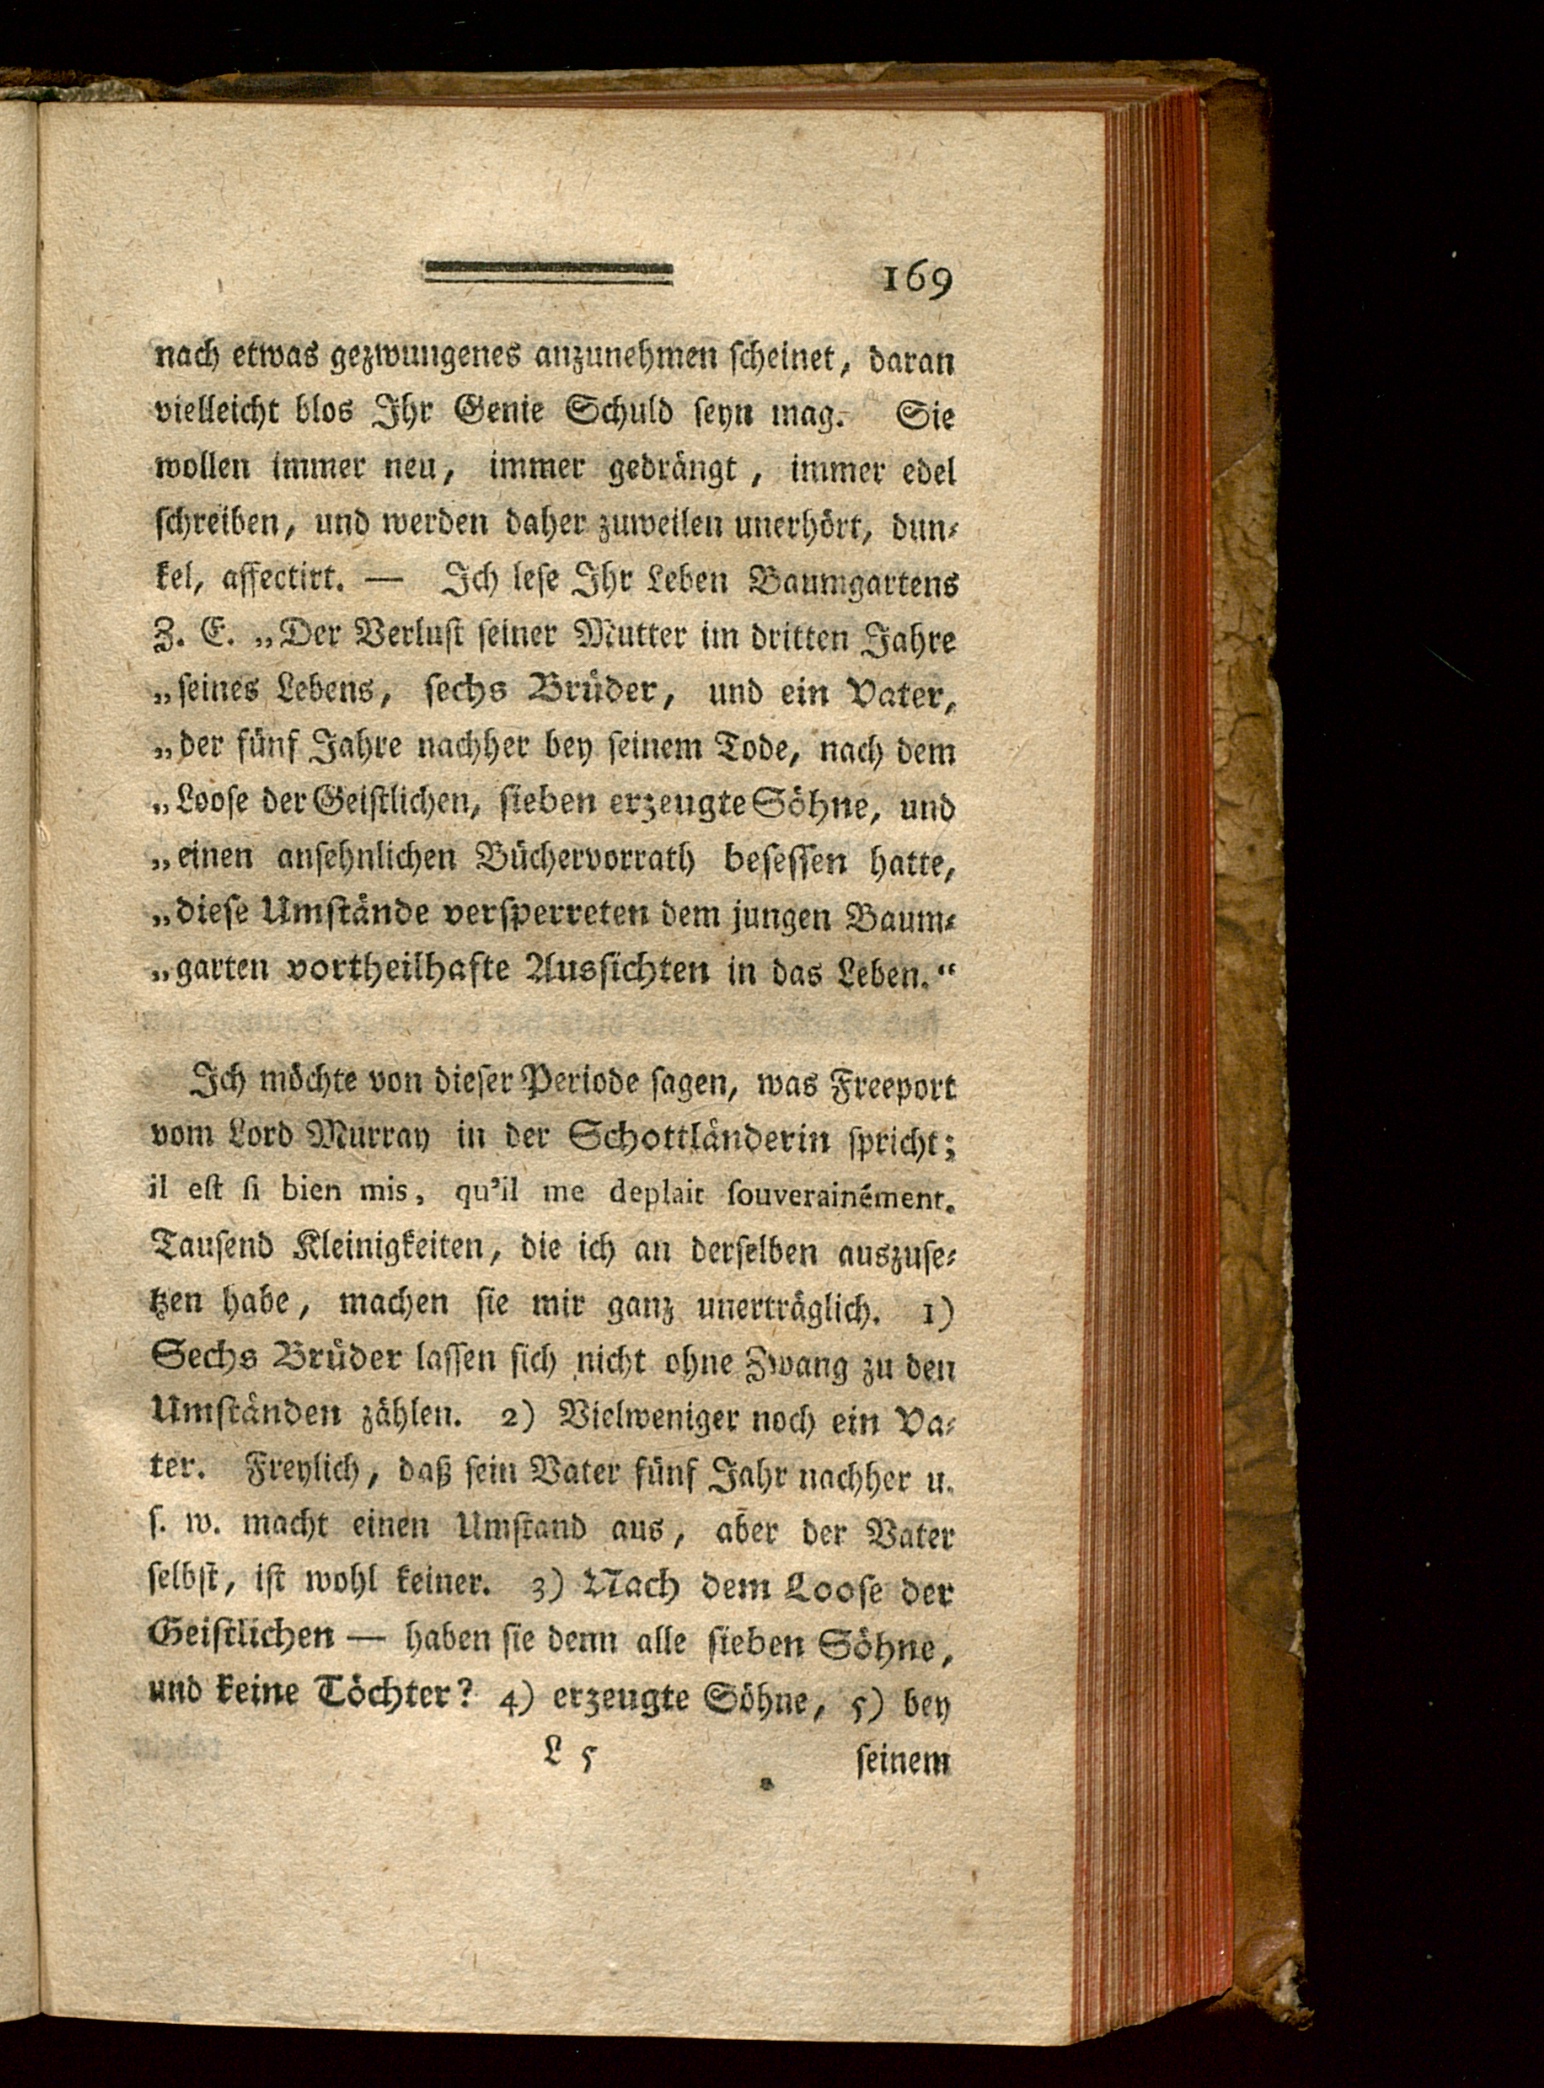 169
nach etwas gezwungenes anzunehmen scheinet, daran
vielleicht blos Ihr Genie Schuld seyn mag. Sie
wollen immer neu, immer gedrängt, immer edel
schreiben, und werden daher zuweilen unerhört, dun-
kel, affectirt. — Ich lese Ihr Leben Baumgartens
Z. E. „Der Verlust seiner Mutter im dritten Jahre
„seines Lebens, sechs Brüder, und ein Vater,
„der fünf Jahre nachher bey seinem Tode, nach dem
„Loose der Geistlichen, sieben erzeugte Söhne, und
„einen ansehnlichen Büchervorrath besessen hatte,
„diese Umstände versperreten dem jungen Baum-
„garten vortheilhafte Aussichten in das Leben.“
Ich möchte von dieser Periode sagen, was Freeport
vom Lord Murray in der Schottländerin spricht;
il est si bien mis, qu'il me deplait souverainément.
Tausend Kleinigkeiten, die ich an derselben auszuse-
tzen habe, machen sie mir ganz unerträglich. 1)
Sechs Brüder lassen sich nicht ohne Zwang zu den
Umständen zählen. 2) Vielweniger noch ein Va-
ter. Freylich, daß sein Vater fünf Jahr nachher u.
s. w. macht einen Umstand aus, aber der Vater
selbst, ist wohl keiner. 3) Nach dem Loose der
Geistlichen — haben sie denn alle sieben Söhne,
und keine Töchter? 4) erzeugte Söhne, 5) bey
L 5 seinem